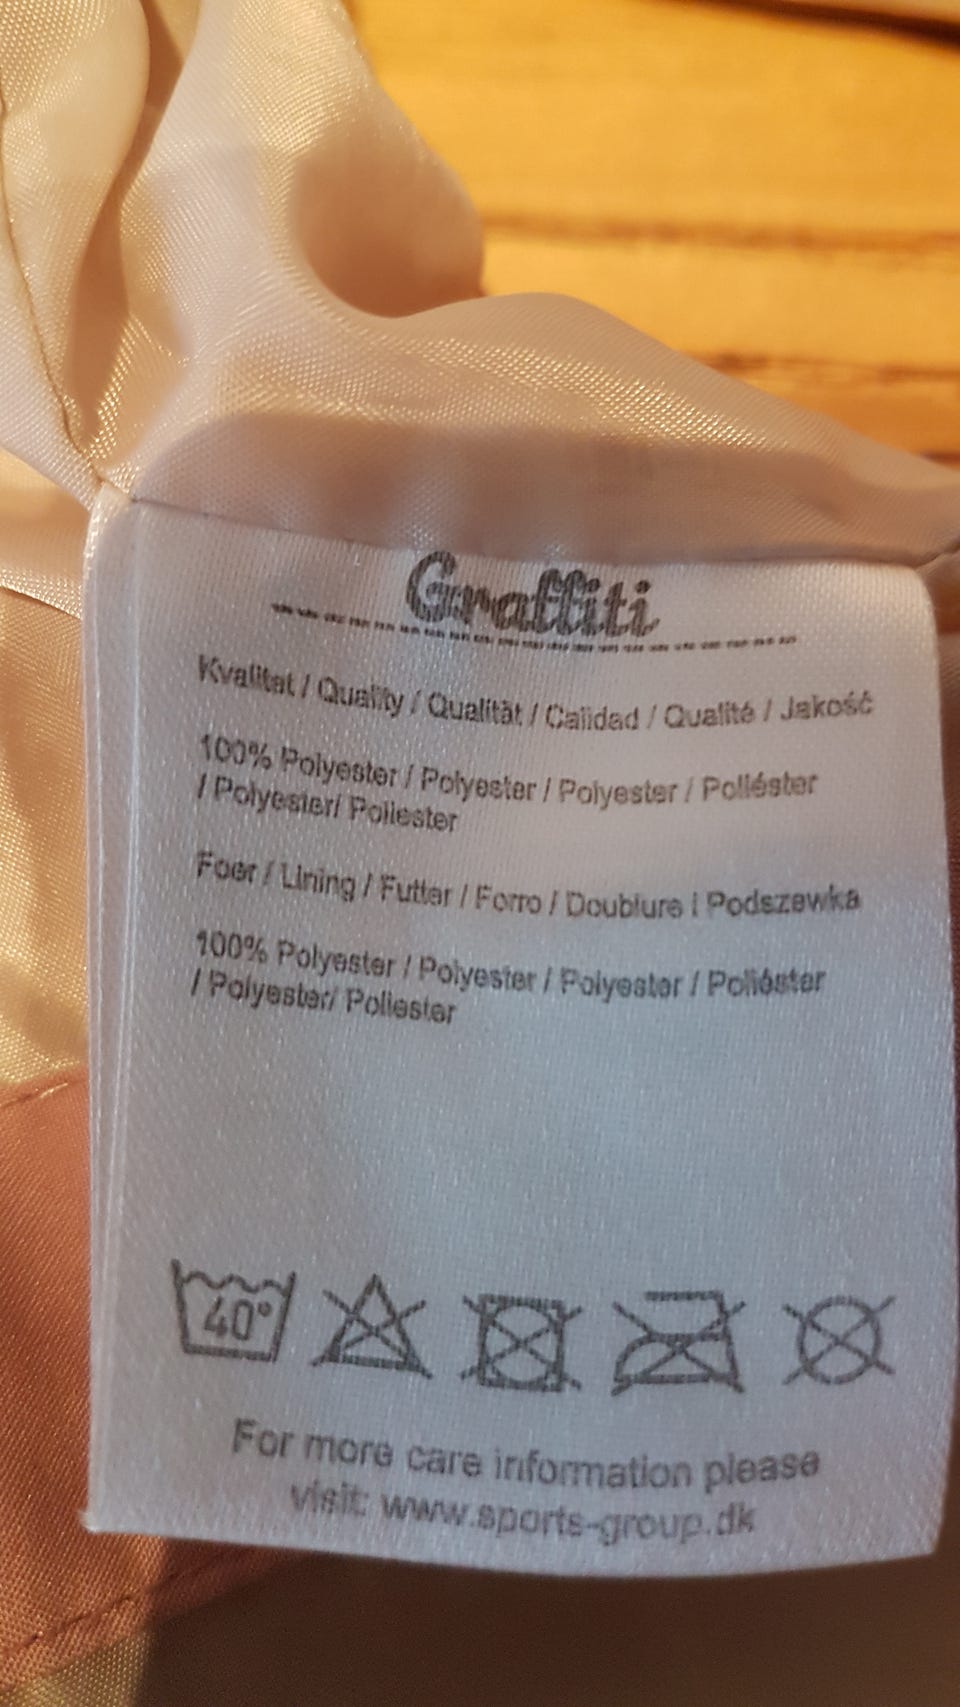 Graffiti
Kvalitet / Quality / Qualität / Calidad / Qualité / Jakość
100% Polyester / Polyester / Polyester / Poliéster
/ Polyester/ Poliester
Foer / Lining / Futter / Forro / Doublure / Podszewka
100% Polyester / Polyester / Polyester / Poliéster
/ Polyester/ Poliester
40°
For more care information please
visit: www.sports-group.dk